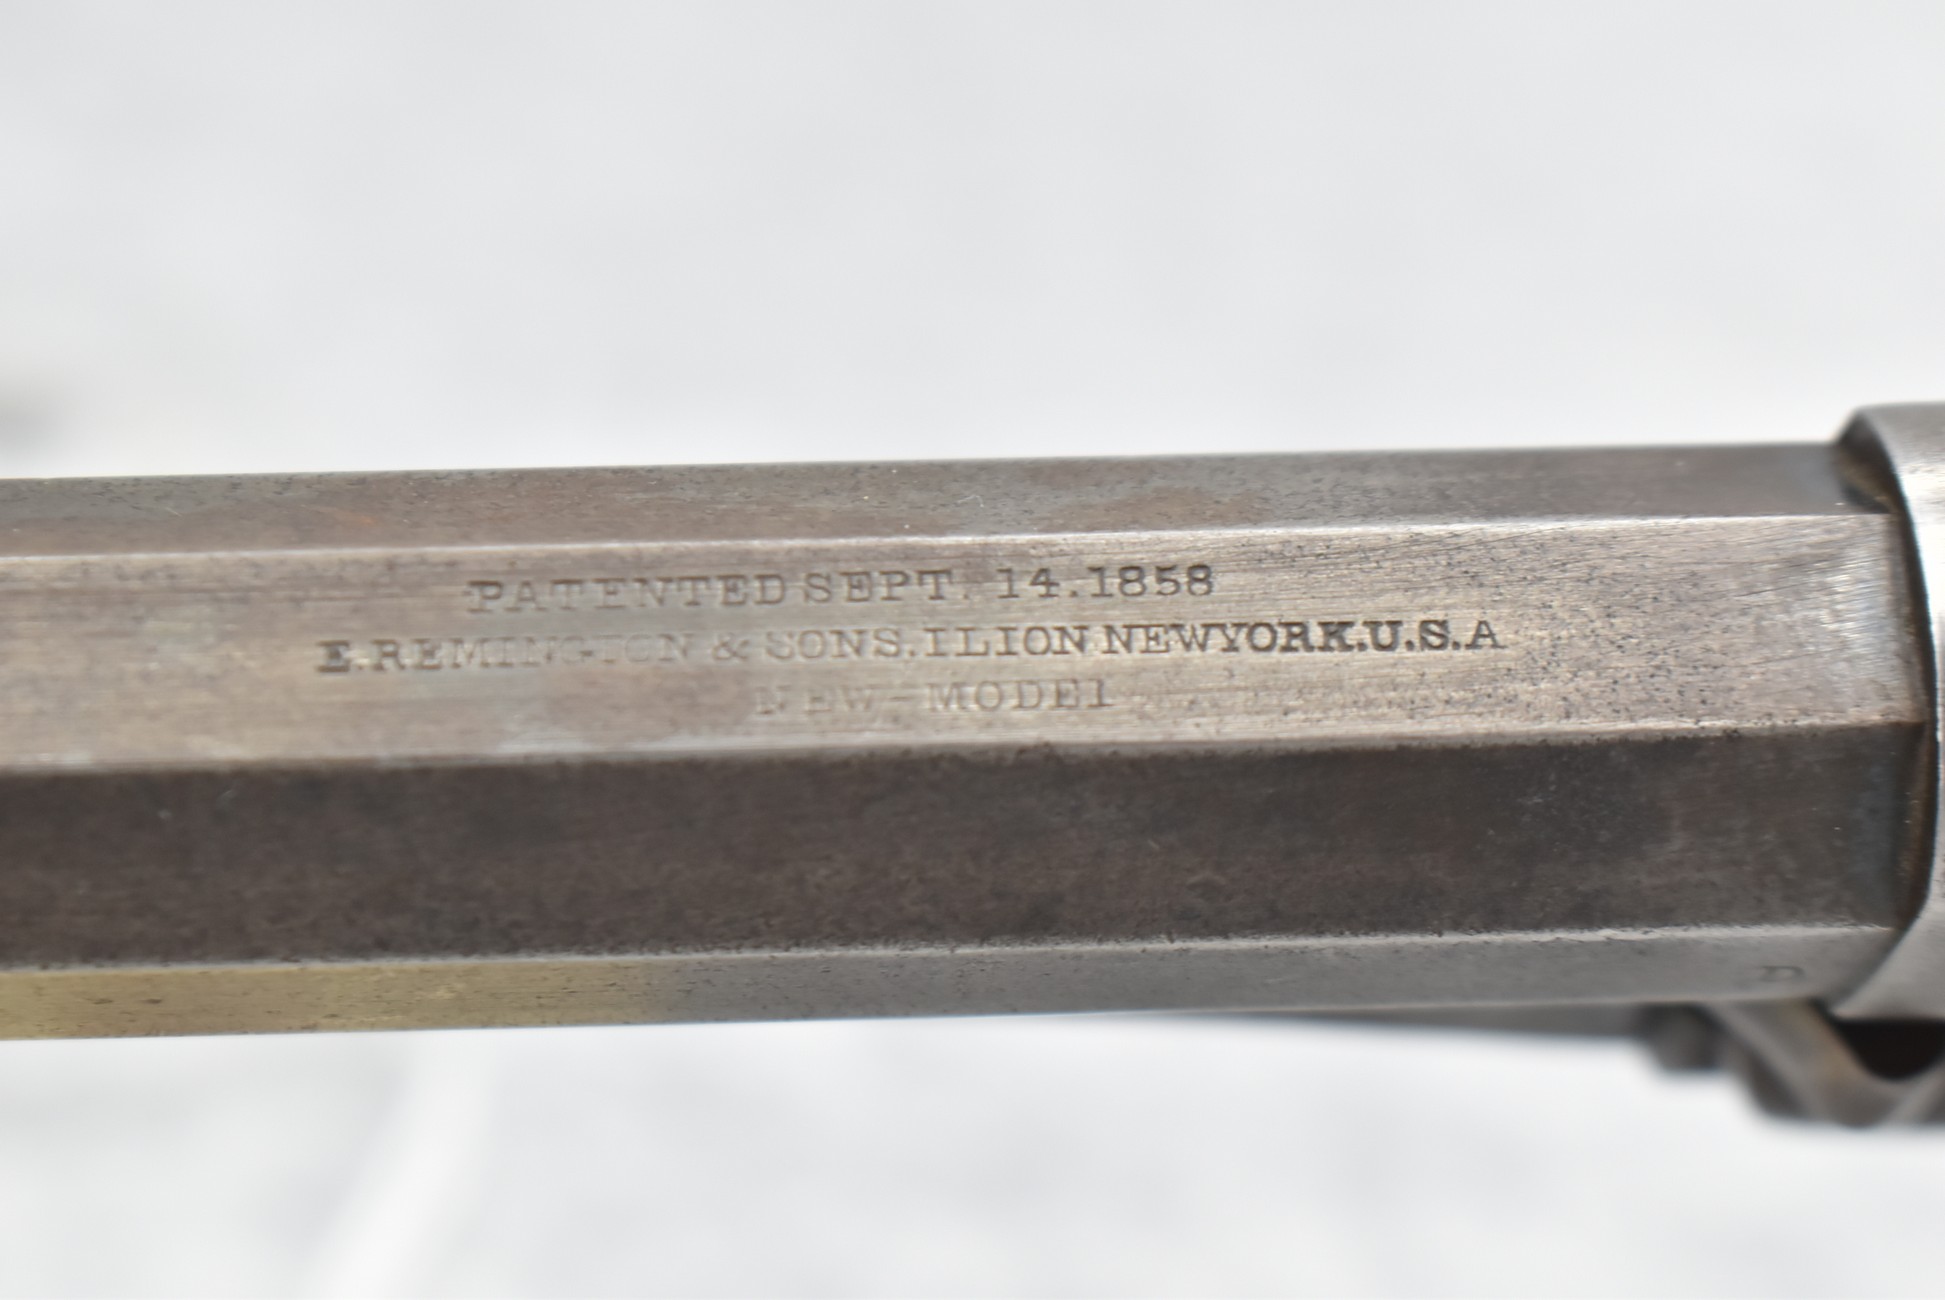 PATENTED SEPT. 14.1858
E.REMINGTON & SONS.ILION NEWYORK.U.S.A
NEW-MODEL
D